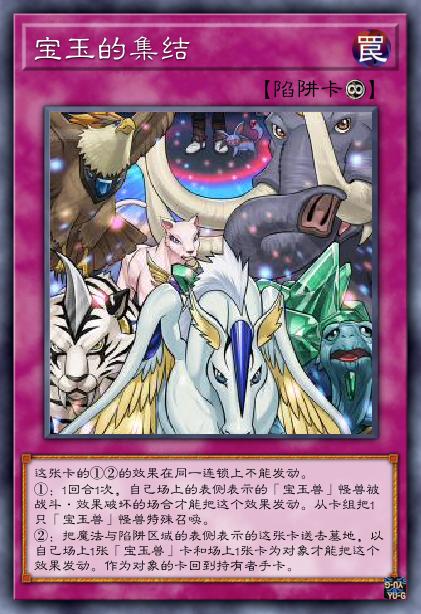 宝玉的集结
罠
【陷阱卡♾】
这张卡的①②的效果在同一连锁上不能发动。
①：1回合1次，自己场上的表侧表示的「宝玉兽」怪兽被
战斗·效果破坏的场合才能把这个效果发动。从卡组把1
只「宝玉兽」怪兽特殊召唤。
②：把魔法与陷阱区域的表侧表示的这张卡送去墓地，以
自己场上1张「宝玉兽」卡和场上1张卡为对象才能把这个
效果发动。作为对象的卡回到持有者手卡。